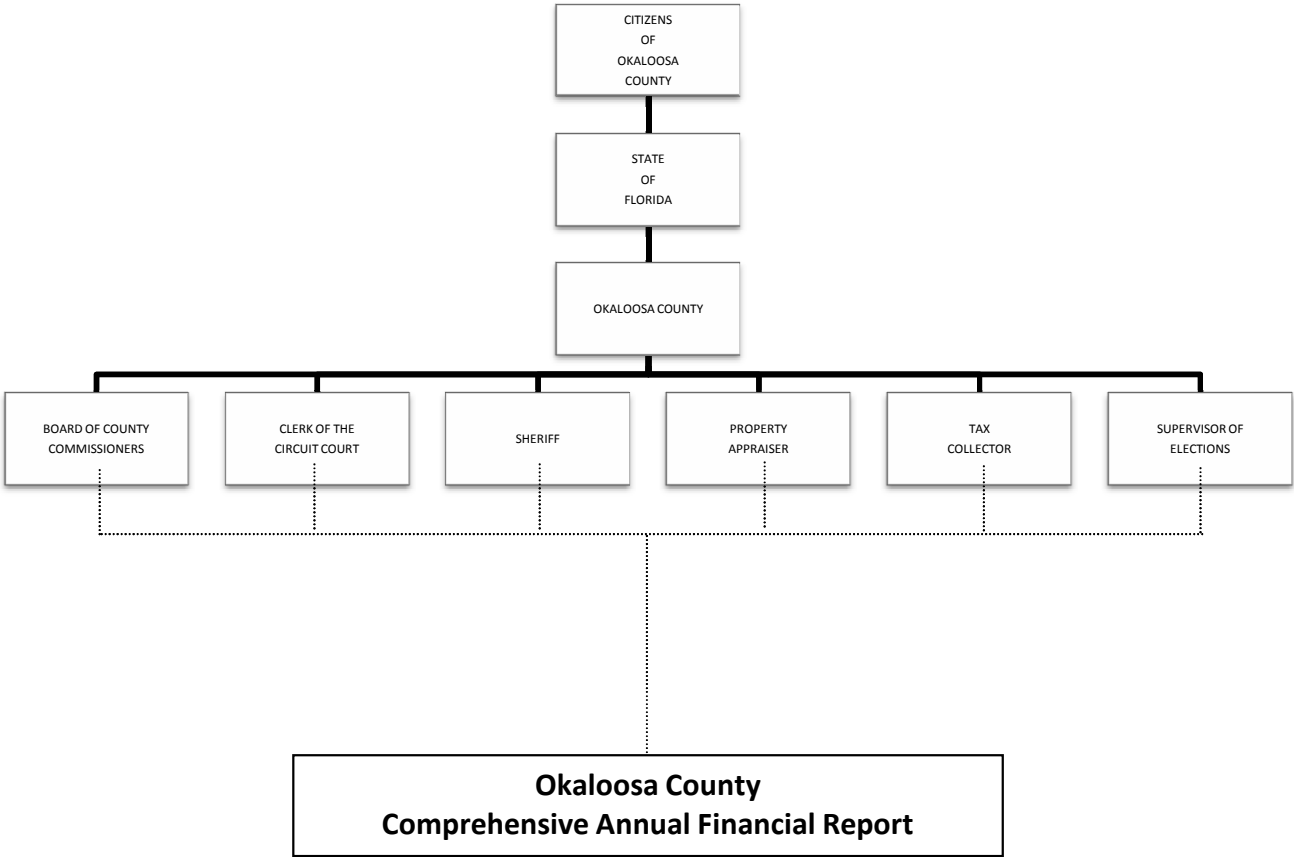 CITIZENS
OF
OKALOOSA
COUNTY
STATE
OF
FLORIDA
OKALOOSA COUNTY
BOARD OF COUNTY
COMMISSIONERS
CLERK OF THE
CIRCUIT COURT
SHERIFF
PROPERTY
APPRAISER
TAX
COLLECTOR
SUPERVISOR OF
ELECTIONS
Okaloosa County
Comprehensive Annual Financial Report